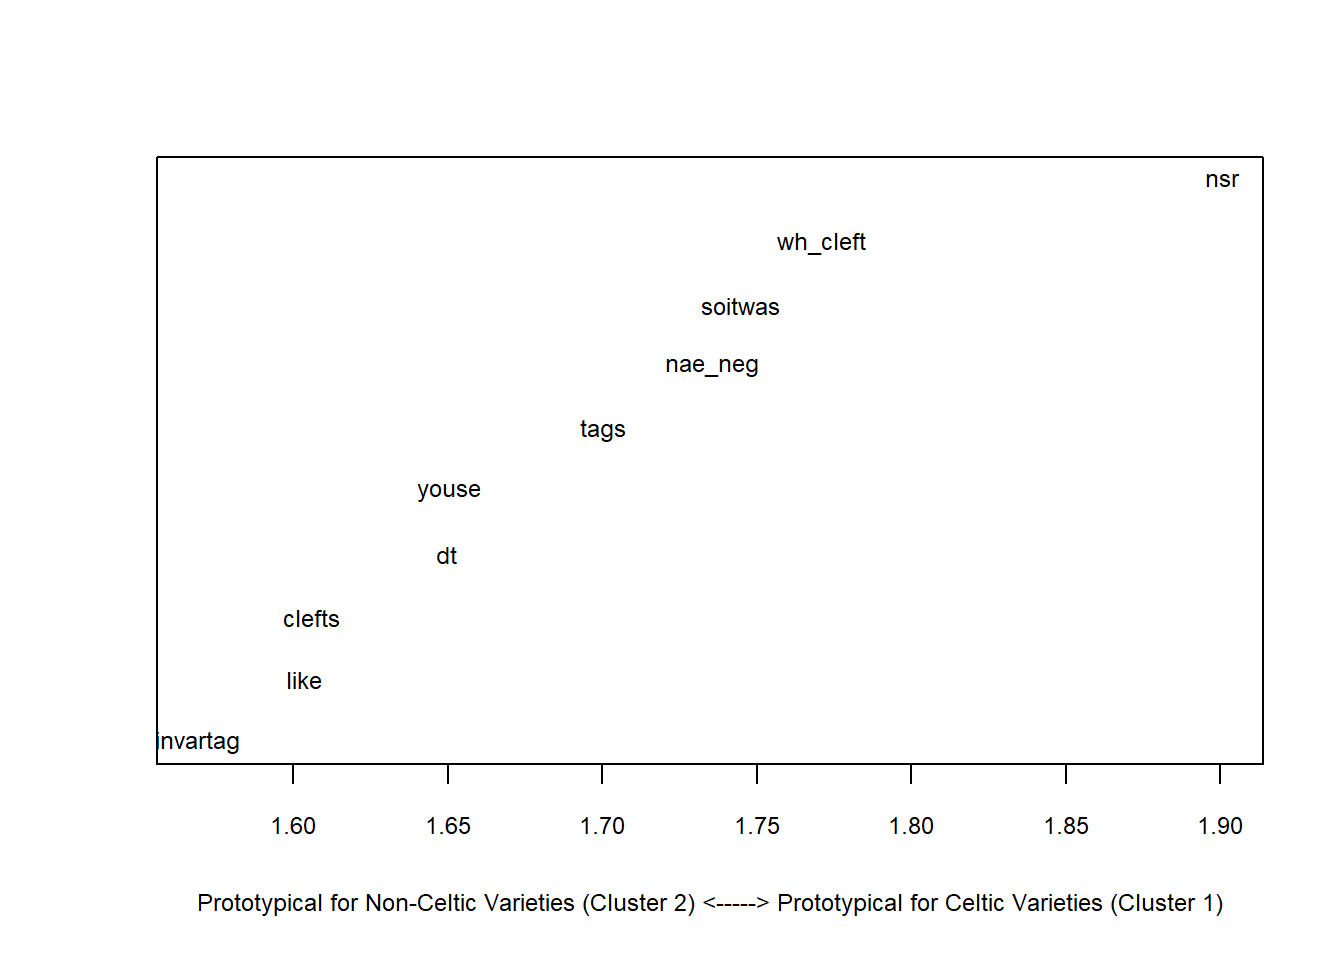 nsr
wh_cleft
soitwas
nae_neg
tags
youse
dt
clefts
like
invartag
1.60 1.65 1.70 1.75 1.80 1.85 1.90
Prototypical for Non-Celtic Varieties (Cluster 2) <-----> Prototypical for Celtic Varieties (Cluster 1)